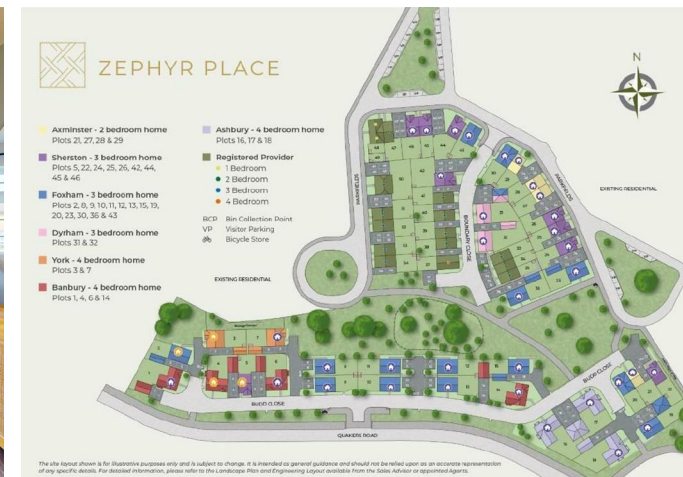 ZEPHYR PLACE
Axminster - 2 bedroom home
Plots 21, 27, 28 & 29
Sherston - 3 bedroom home
Plots 5, 22, 24, 25, 26, 42, 44,
45 & 46
Foxham - 3 bedroom home
Plots 2, 8, 9, 10, 11, 12, 13, 15, 19,
20, 23, 30, 36 & 43
Dyrham - 3 bedroom home
Plots 31 & 32
York - 4 bedroom home
Plots 3 & 7
Banbury - 4 bedroom home
Plots 1, 4, 6 & 14
Ashbury - 4 bedroom home
Plots 16, 17 & 18
Registered Provider
1 Bedroom
2 Bedroom
3 Bedroom
4 Bedroom
BCP Bin Collection Point
VP Visitor Parking
Bicycle Store
N
PARKFIELDS
BOUNDARY CLOSE
PARKFIELDS
EXISTING RESIDENTIAL
EXISTING RESIDENTIAL
BUDD CLOSE
BUDD CLOSE
QUAKERS ROAD
The site layout shown is for illustrative purposes only and is subject to change. It is intended as general guidance and should not be relied upon as an accurate representation
of any specific details. For detailed information, please refer to the Landscape Plan and Engineering Layout available from the Sales Advisor or appointed Agents.